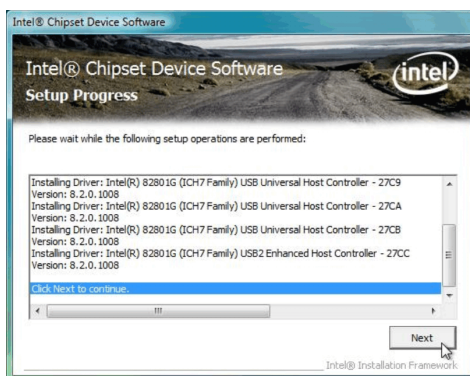 Intel® Chipset Device Software
Intel® Chipset Device Software
intel
Setup Progress
Please wait while the following setup operations are performed:
Installing Driver: Intel(R) 82801G (ICH7 Family) USB Universal Host Controller - 27C9
Version: 8.2.0.1008
Installing Driver: Intel(R) 82801G (ICH7 Family) USB Universal Host Controller - 27CA
Version: 8.2.0.1008
Installing Driver: Intel(R) 82801G (ICH7 Family) USB Universal Host Controller - 27CB
Version: 8.2.0.1008
Installing Driver: Intel(R) 82801G (ICH7 Family) USB2 Enhanced Host Controller - 27CC
Version: 8.2.0.1008
Click Next to continue.
Next
Intel® Installation Framework